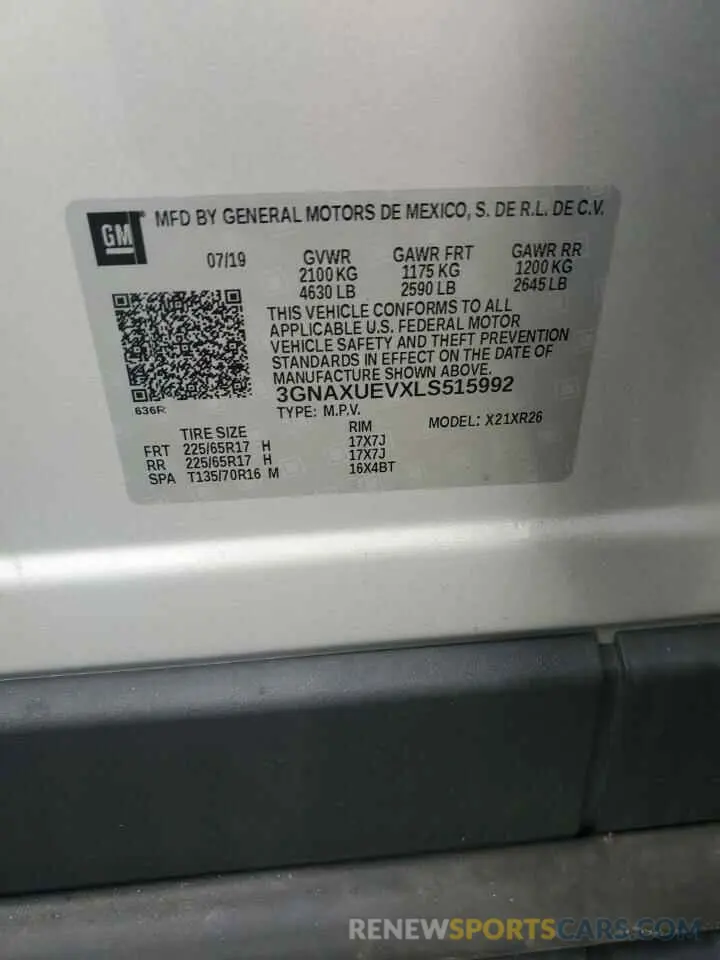 GM ® MFD BY GENERAL MOTORS DE MEXICO, S. DE R.L. DE C.V.
07/19 GVWR GAWR FRT GAWR RR
2100 KG 1175 KG 1200 KG
4630 LB 2590 LB 2645 LB
THIS VEHICLE CONFORMS TO ALL
APPLICABLE U.S. FEDERAL MOTOR
VEHICLE SAFETY AND THEFT PREVENTION
STANDARDS IN EFFECT ON THE DATE OF
MANUFACTURE SHOWN ABOVE.
3GNAXUEVXLS515992
636R
TYPE: M.P.V. MODEL: X21XR26
TIRE SIZE RIM
FRT 225/65R17 H 17X7J
RR 225/65R17 H 17X7J
SPA T135/70R16 M 16X4BT
RENEWSPORTCARS.COM